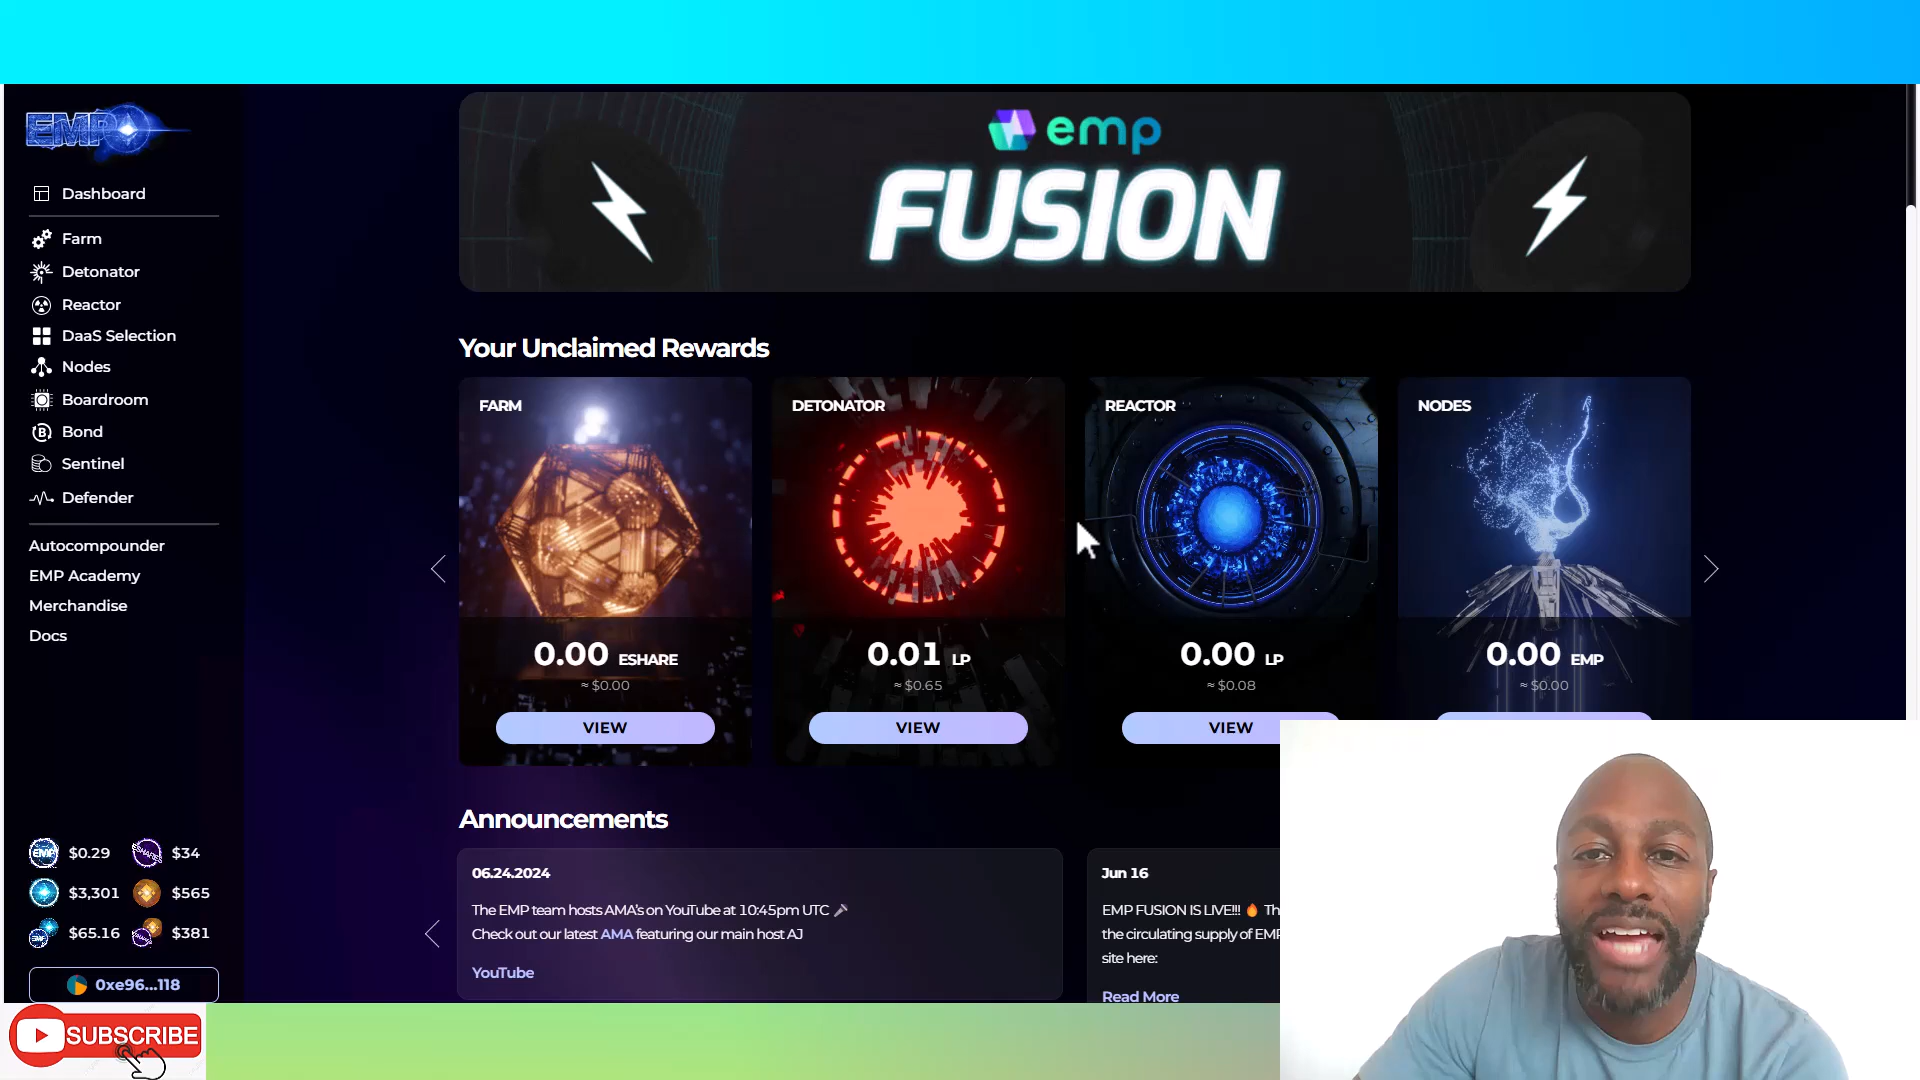 EMP
Dashboard
Farm
Detonator
Reactor
DaaS Selection
Nodes
Boardroom
Bond
Sentinel
Defender
Autocompounder
EMP Academy
Merchandise
Docs
$0.29
$34
$3,301
$565
$65.16
$381
0xe96...118
SUBSCRIBE
emp
FUSION
Your Unclaimed Rewards
FARM
0.00 ESHARE
≈ $0.00
VIEW
DETONATOR
0.01 LP
≈ $0.65
VIEW
REACTOR
0.00 LP
≈ $0.08
VIEW
NODES
0.00 EMP
≈ $0.00
Announcements
06.24.2024
The EMP team hosts AMA's on YouTube at 10:45pm UTC 🎤
Check out our latest AMA featuring our main host AJ
YouTube
Jun 16
EMP FUSION IS LIVE!!! 🔥 Th
the circulating supply of EMP
site here:
Read More